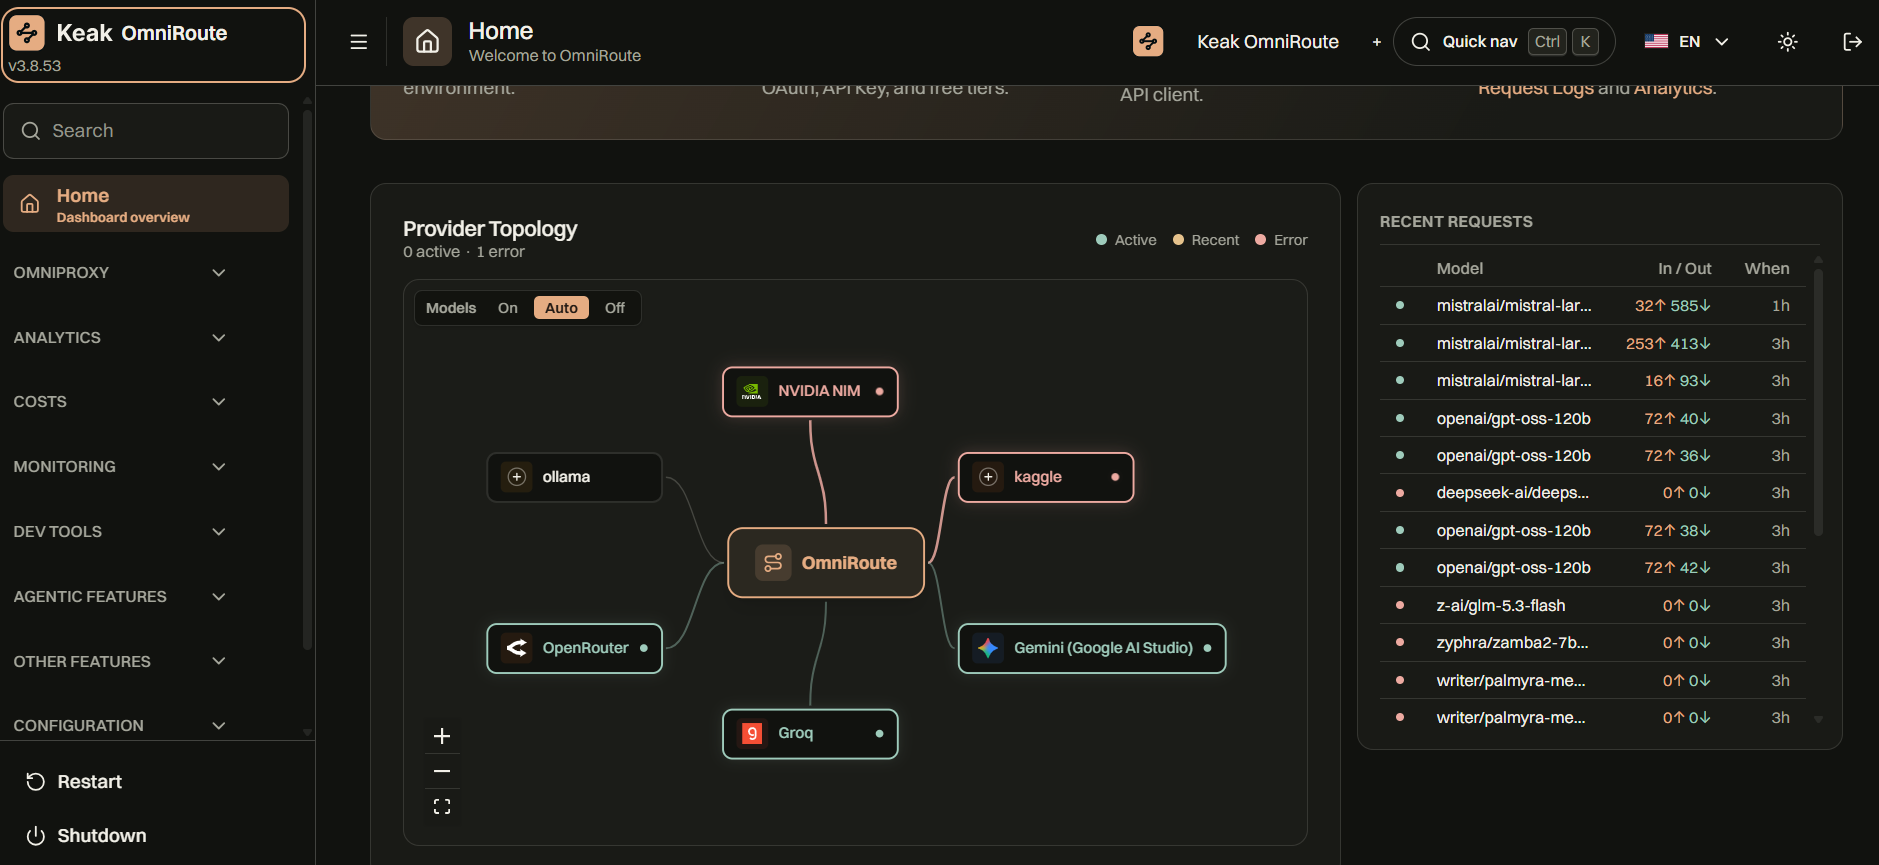 Keak OmniRoute
v3.8.53
Search
Home
Dashboard overview
OMNIPROXY
ANALYTICS
COSTS
MONITORING
DEV TOOLS
AGENTIC FEATURES
OTHER FEATURES
CONFIGURATION
Restart
Shutdown
Home
Welcome to OmniRoute
Keak OmniRoute
+
Quick nav Ctrl K
EN
environment.
OAuth, API Key, and free tiers.
API client.
Request Logs and Analytics.
Provider Topology
0 active · 1 error
Active Recent Error
Models On Auto Off
NVIDIA NIM
ollama
kaggle
OmniRoute
OpenRouter
Gemini (Google AI Studio)
Groq
RECENT REQUESTS
Model In / Out When
mistralai/mistral-lar... 32↑ 585↓ 1h
mistralai/mistral-lar... 253↑ 413↓ 3h
mistralai/mistral-lar... 16↑ 93↓ 3h
openai/gpt-oss-120b 72↑ 40↓ 3h
openai/gpt-oss-120b 72↑ 36↓ 3h
deepseek-ai/deeps... 0↑ 0↓ 3h
openai/gpt-oss-120b 72↑ 38↓ 3h
openai/gpt-oss-120b 72↑ 42↓ 3h
z-ai/glm-5.3-flash 0↑ 0↓ 3h
zyphra/zamba2-7b... 0↑ 0↓ 3h
writer/palmyra-me... 0↑ 0↓ 3h
writer/palmyra-me... 0↑ 0↓ 3h